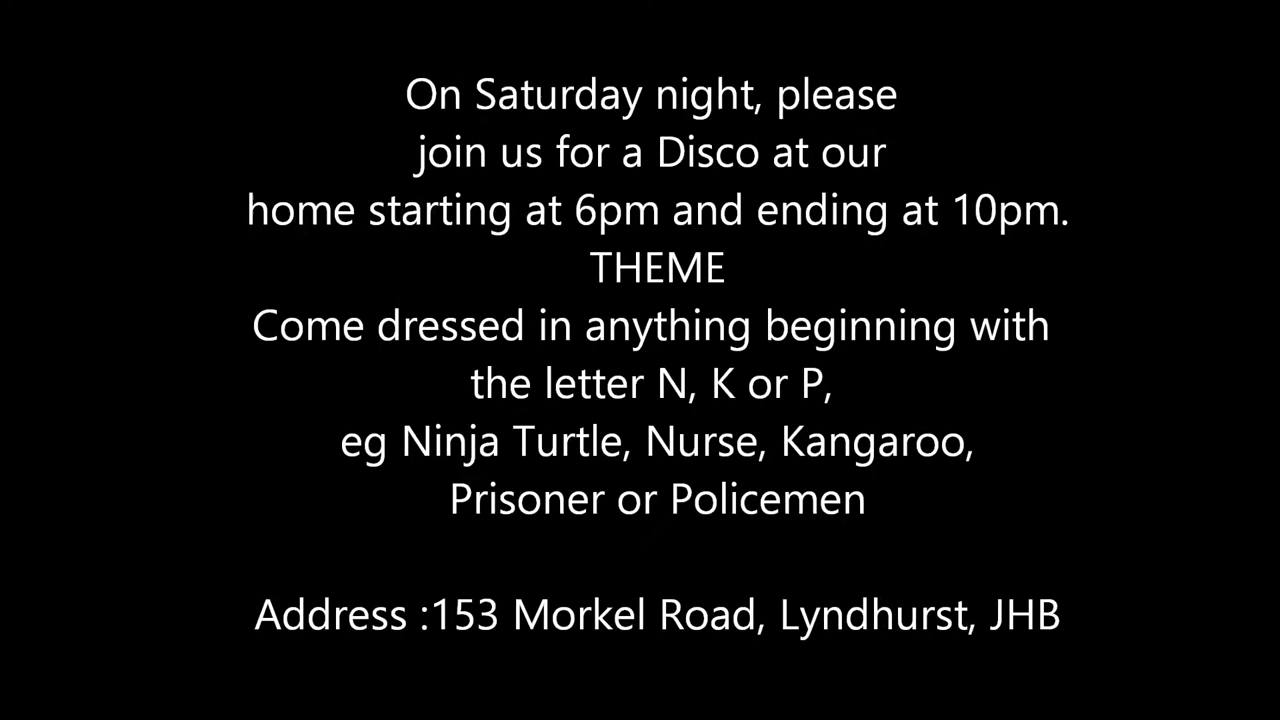 On Saturday night, please
join us for a Disco at our
home starting at 6pm and ending at 10pm.
THEME
Come dressed in anything beginning with
the letter N, K or P,
eg Ninja Turtle, Nurse, Kangaroo,
Prisoner or Policemen
Address :153 Morkel Road, Lyndhurst, JHB